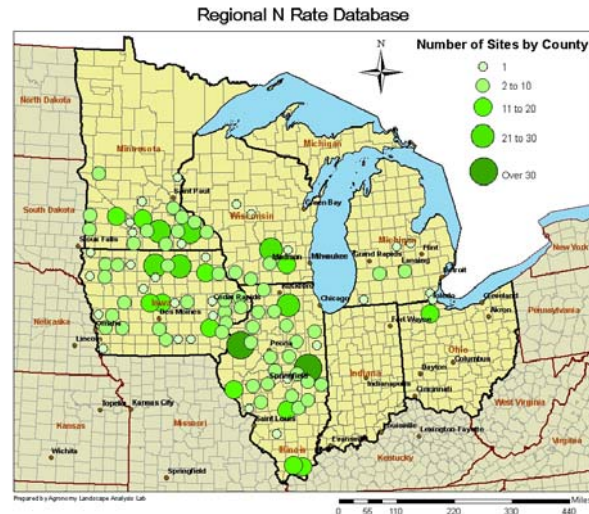 Regional N Rate Database
Number of Sites by County
N
1
2 to 10
11 to 20
21 to 30
Over 30
North Dakota
Minnesota
Michigan
Saint Paul
South Dakota
Wisconsin
Green Bay
Michigan
Sioux Falls
Madison
Milwaukee
Grand Rapids
Flint
Lansing
Detroit
New York
Rockford
Chicago
Toledo
Cleveland
Iowa
Cedar Rapids
Des Moines
Omaha
Nebraska
Lincoln
Fort Wayne
Akron
Pennsylvania
Peoria
Ohio
Columbus
Indiana
Dayton
Springfield
Indianapolis
Cincinnati
Topeka
Kansas City
Kansas
Missouri
Saint Louis
West Virginia
Illinois
Evansville
Louisville
Lexington-Fayette
Virginia
Wichita
Kentucky
Springfield
Prepared by Agronomy Landscape Analysis Lab
Miles
0 55 110 220 330 440